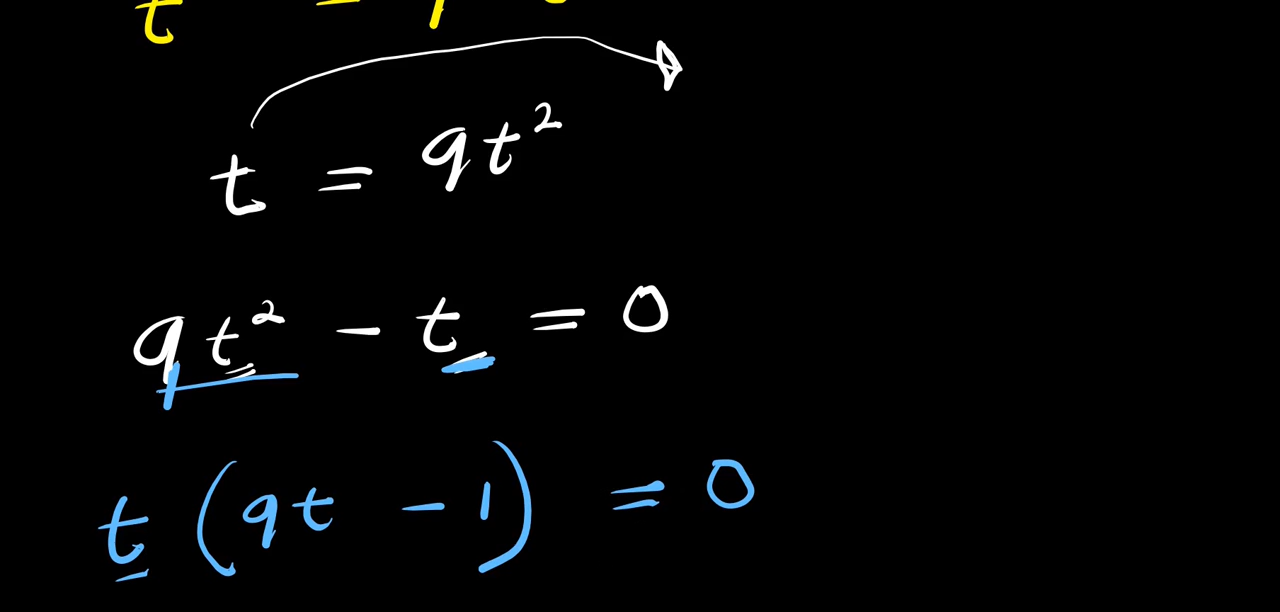 t = 9t²
9t² - t = 0
t (9t - 1) = 0